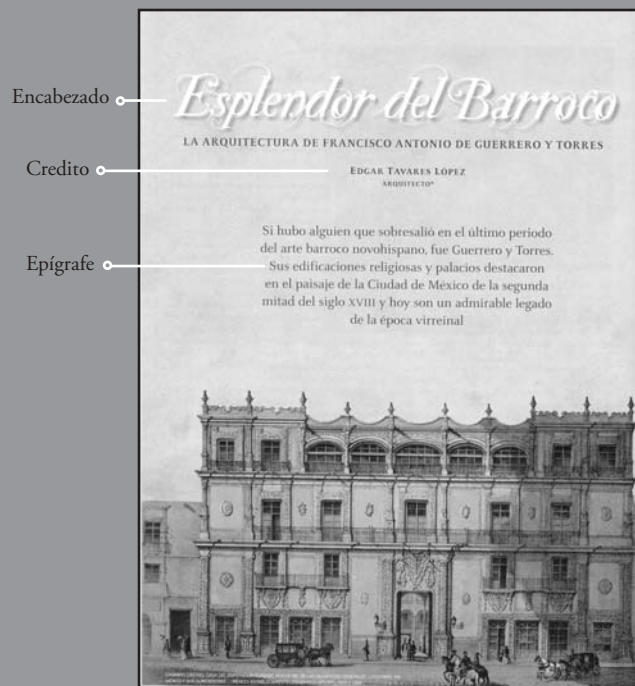 Encabezado
Esplendor del Barroco
LA ARQUITECTURA DE FRANCISCO ANTONIO DE GUERRERO Y TORRES
Credito
EDGAR TAVARES LÓPEZ
ARQUITECTO*
Epígrafe
Si hubo alguien que sobresalió en el último periodo
del arte barroco novohispano, fue Guerrero y Torres.
Sus edificaciones religiosas y palacios destacaron
en el paisaje de la Ciudad de México de la segunda
mitad del siglo XVIII y hoy son un admirable legado
de la época virreinal